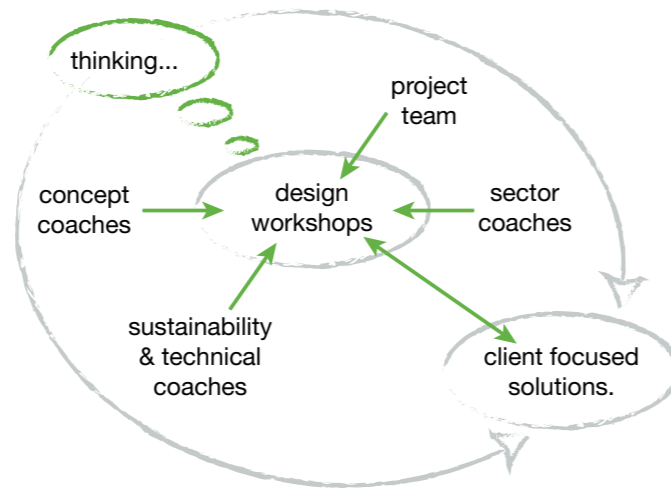 thinking...
project
team
concept
coaches
design
workshops
sector
coaches
sustainability
& technical
coaches
client focused
solutions.